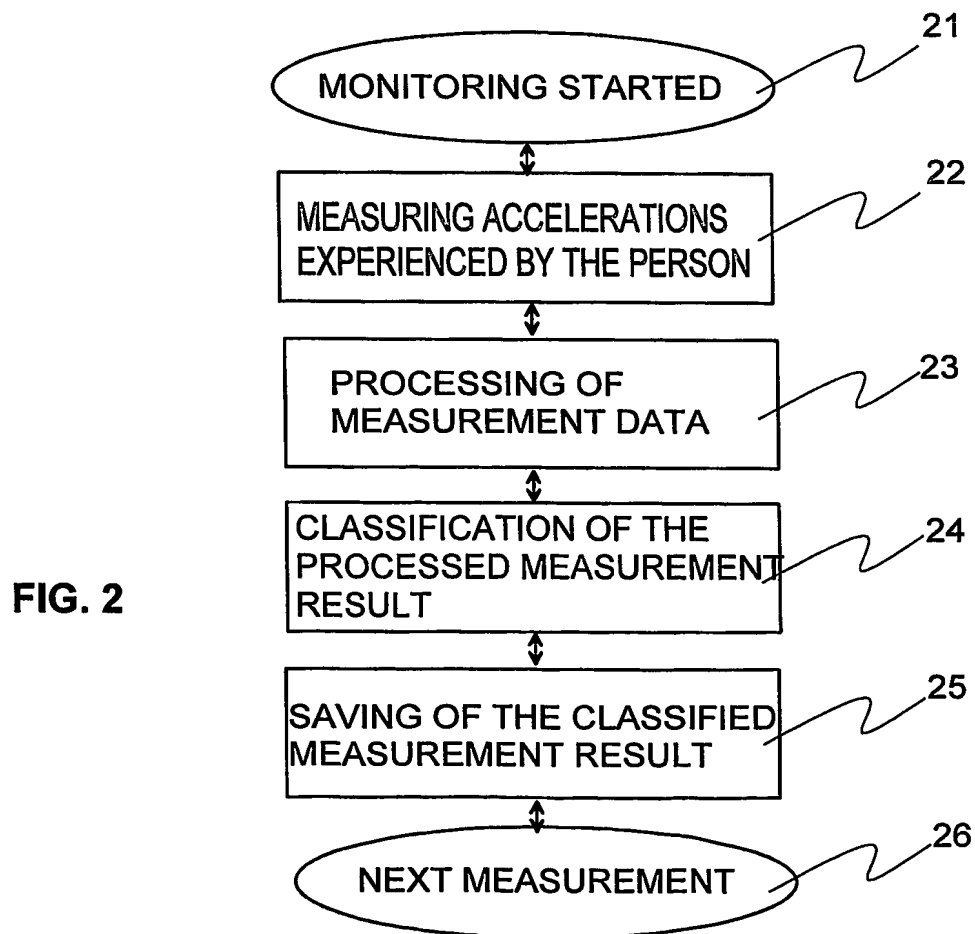 21
MONITORING STARTED
22
MEASURING ACCELERATIONS
EXPERIENCED BY THE PERSON
23
PROCESSING OF
MEASUREMENT DATA
24
CLASSIFICATION OF THE
PROCESSED MEASUREMENT
RESULT
FIG. 2
25
SAVING OF THE CLASSIFIED
MEASUREMENT RESULT
26
NEXT MEASUREMENT